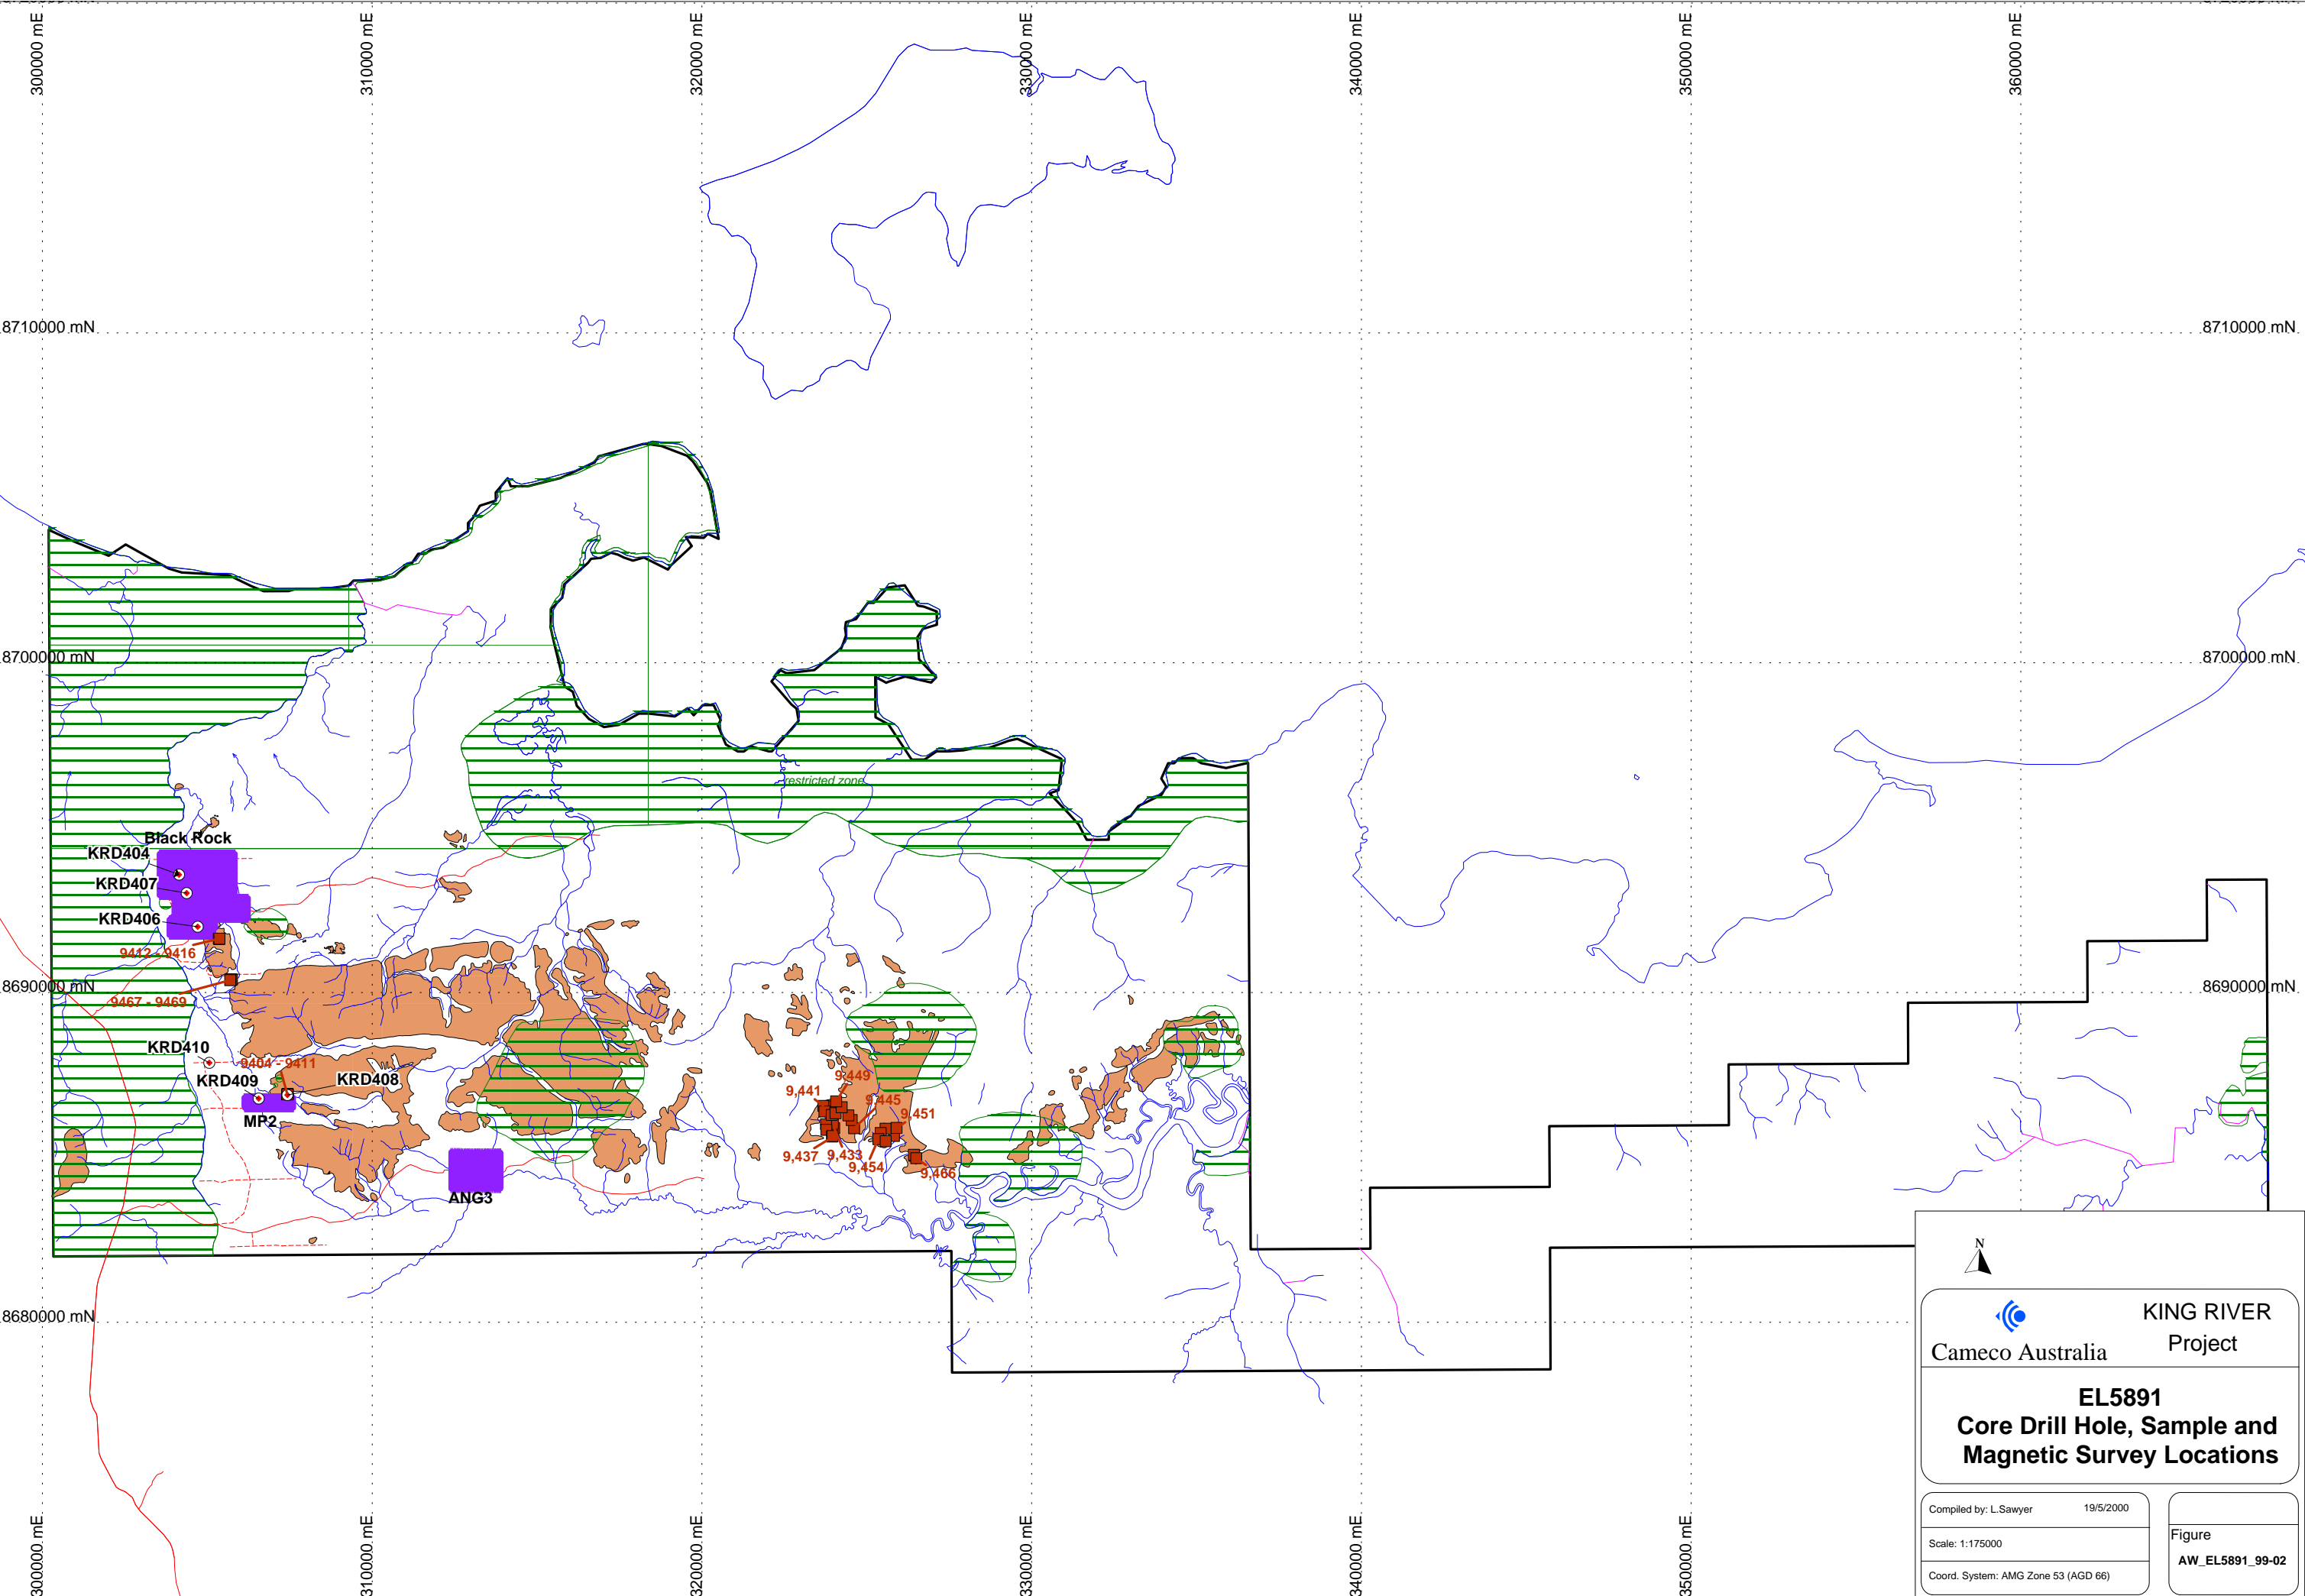 300000 mE
310000 mE
320000 mE
330000 mE
340000 mE
350000 mE
360000 mE
8710000 mN
8710000 mN
8700000 mN
8700000 mN
restricted zone
Black Rock
KRD404
KRD407
KRD406
9412 - 9416
8690000 mN
8690000 mN
9467 - 9469
KRD410
9404 - 9411
KRD409
KRD408
MP2
9,449
9,441
9,445
9,451
9,437
9,433
9,454
9,466
ANG3
8680000 mN
N
Cameco Australia
KING RIVER
Project
EL5891
Core Drill Hole, Sample and
Magnetic Survey Locations
Compiled by: L.Sawyer 19/5/2000
Scale: 1:175000
Coord. System: AMG Zone 53 (AGD 66)
Figure
AW_EL5891_99-02
300000 mE
310000 mE
320000 mE
330000 mE
340000 mE
350000 mE